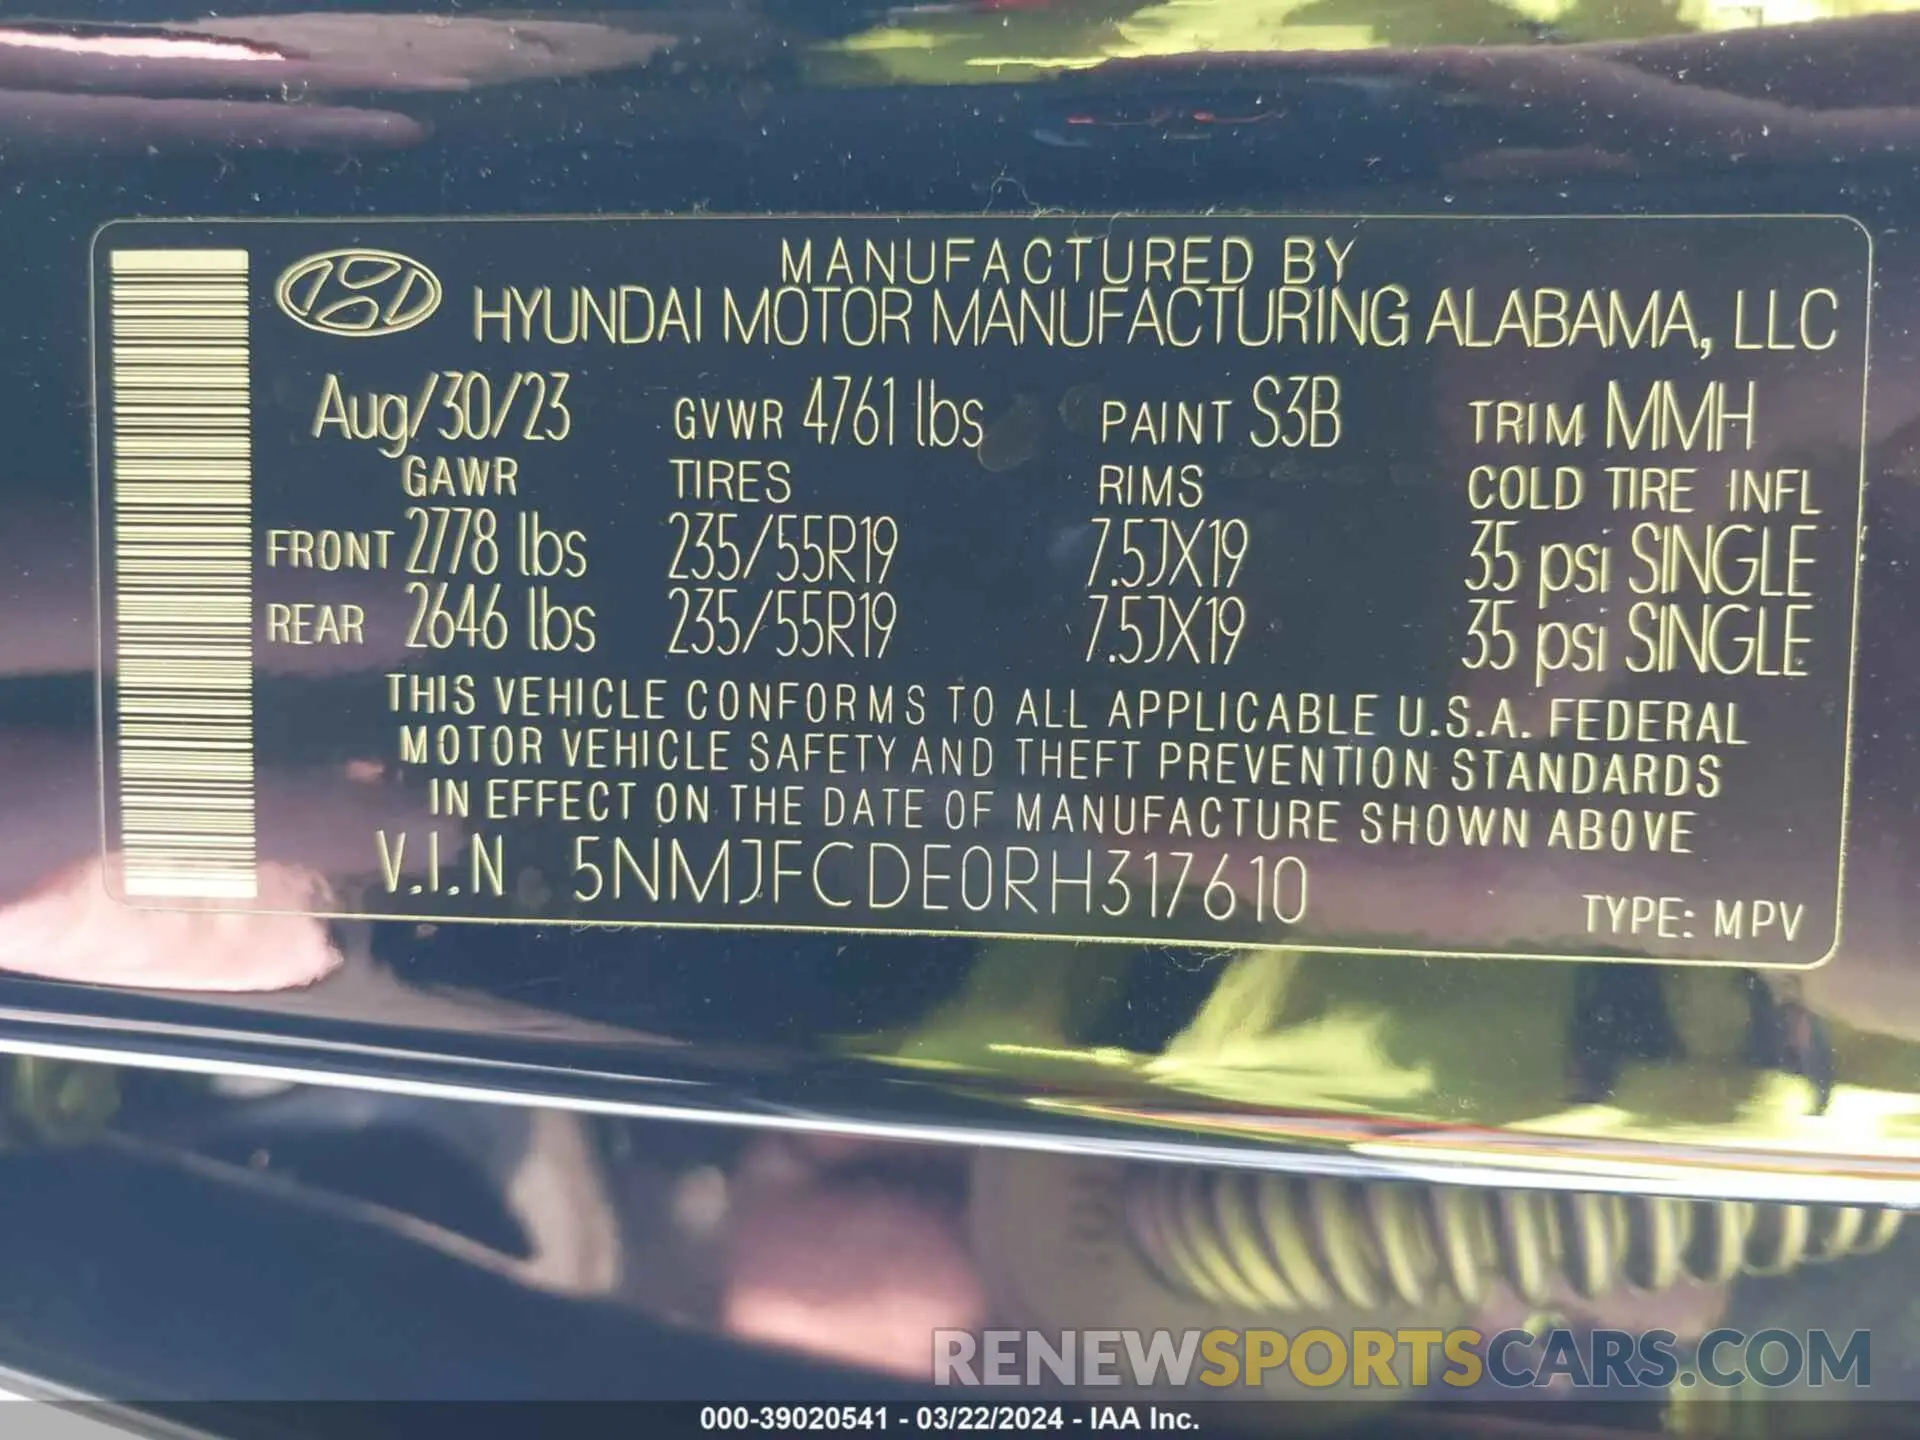 MANUFACTURED BY
HYUNDAI MOTOR MANUFACTURING ALABAMA, LLC
Aug/30/23 GVWR 4761 lbs PAINT S3B TRIM MMH
GAWR TIRES RIMS COLD TIRE INFL
FRONT 2778 lbs 235/55R19 7.5JX19 35 psi SINGLE
REAR 2646 lbs 235/55R19 7.5JX19 35 psi SINGLE
THIS VEHICLE CONFORMS TO ALL APPLICABLE U.S.A. FEDERAL
MOTOR VEHICLE SAFETY AND THEFT PREVENTION STANDARDS
IN EFFECT ON THE DATE OF MANUFACTURE SHOWN ABOVE
V.I.N 5NMJFCDE0RH317610
TYPE: MPV
RENEWSPORTSCARS.COM
000-39020541 - 03/22/2024 - IAA Inc.